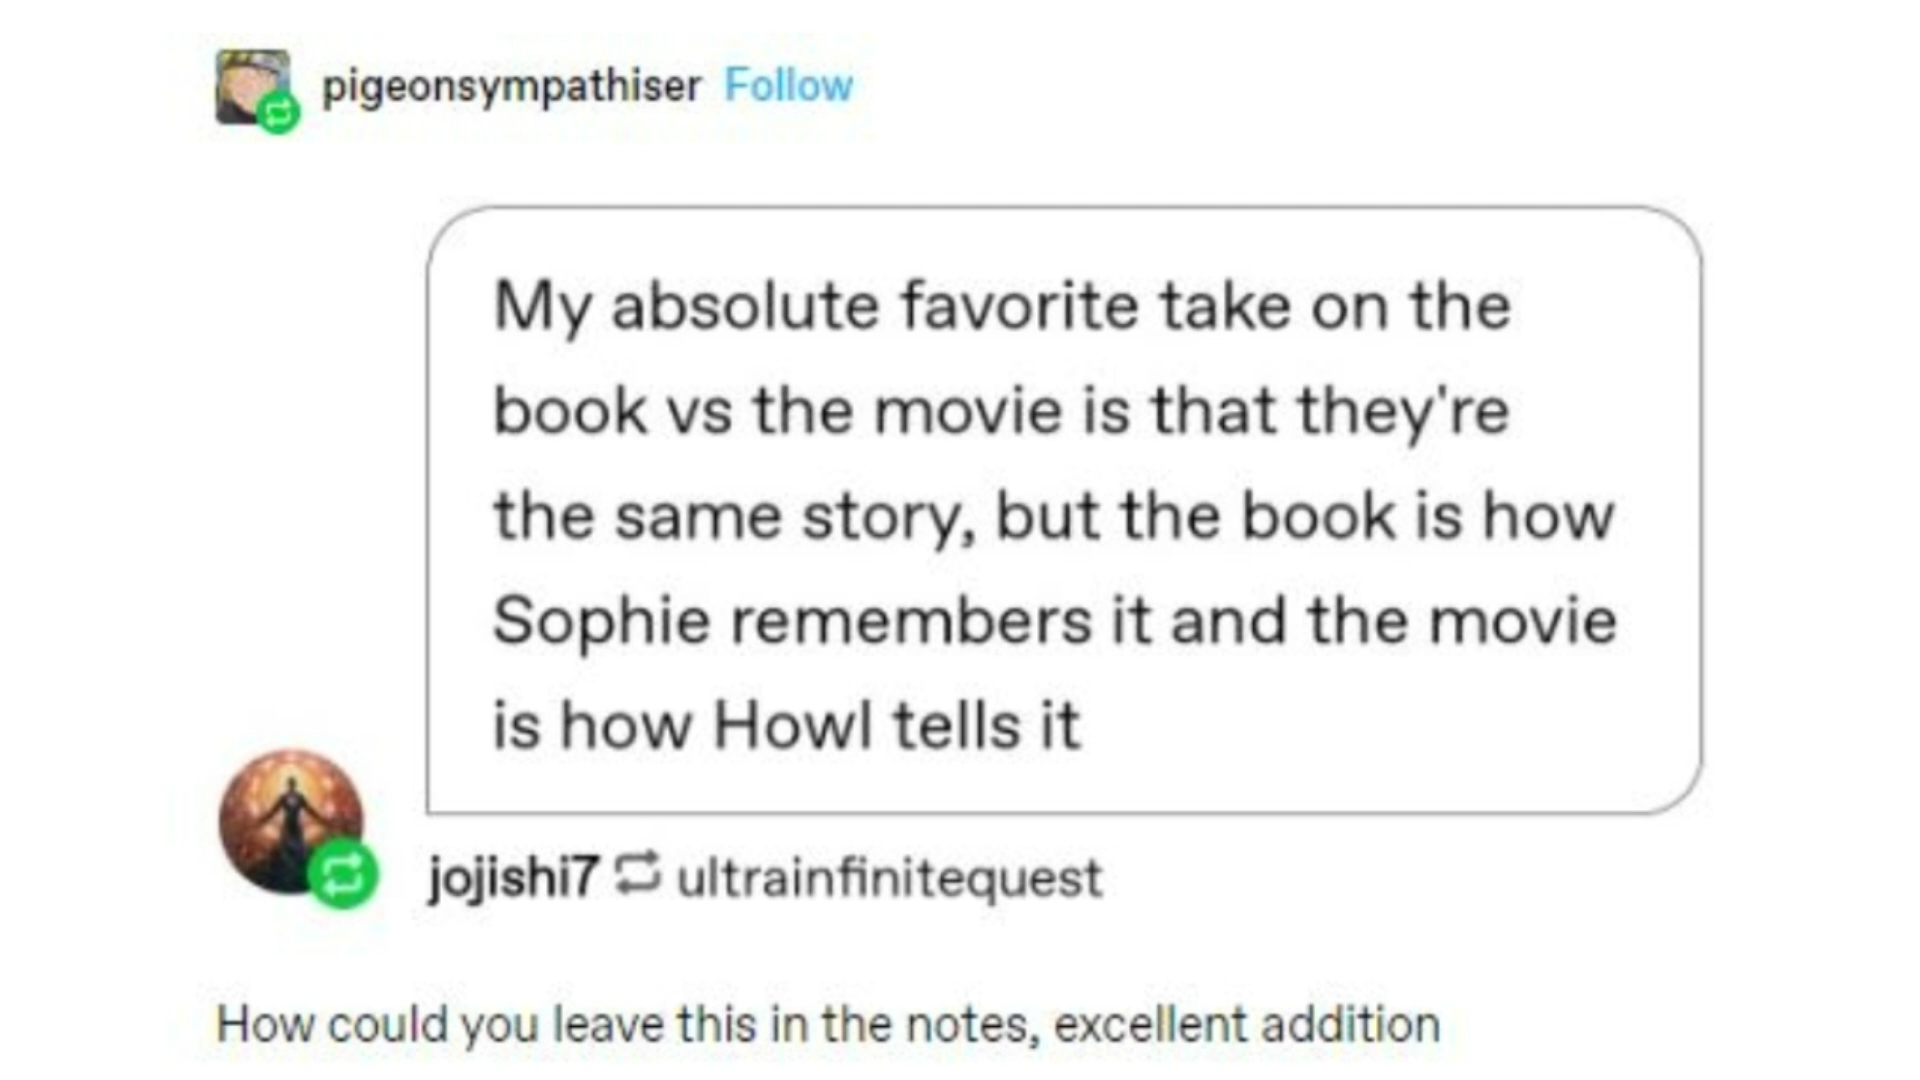 pigeonsympathiser Follow
My absolute favorite take on the
book vs the movie is that they're
the same story, but the book is how
Sophie remembers it and the movie
is how Howl tells it
jojishi7 ultrainfinitequest
How could you leave this in the notes, excellent addition